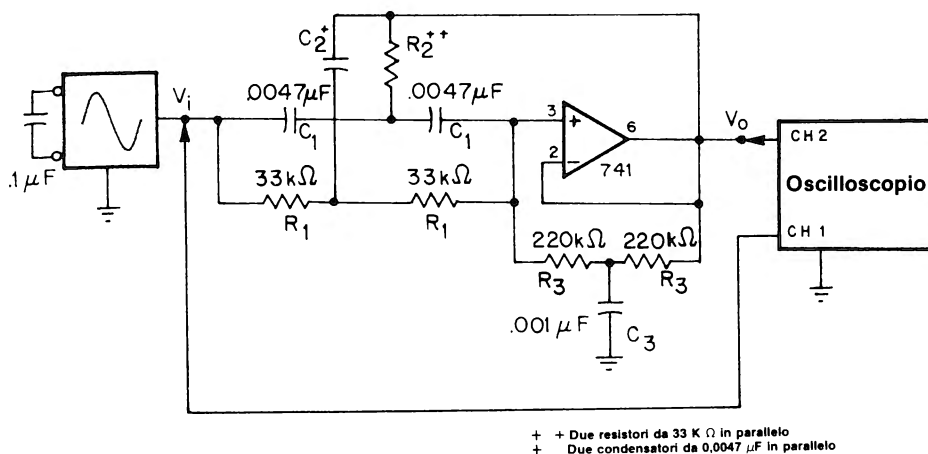 C2+
R2++
.0047µF
.0047µF
Vi
C1
C1
3
+
6
2
−
741
Vo
CH 2
Oscilloscopio
CH 1
.1µF
33kΩ
R1
33kΩ
R1
220kΩ
220kΩ
R3
R3
.001µF
C3
+ + Due resistori da 33 K Ω in parallelo
+ Due condensatori da 0,0047 µF in parallelo